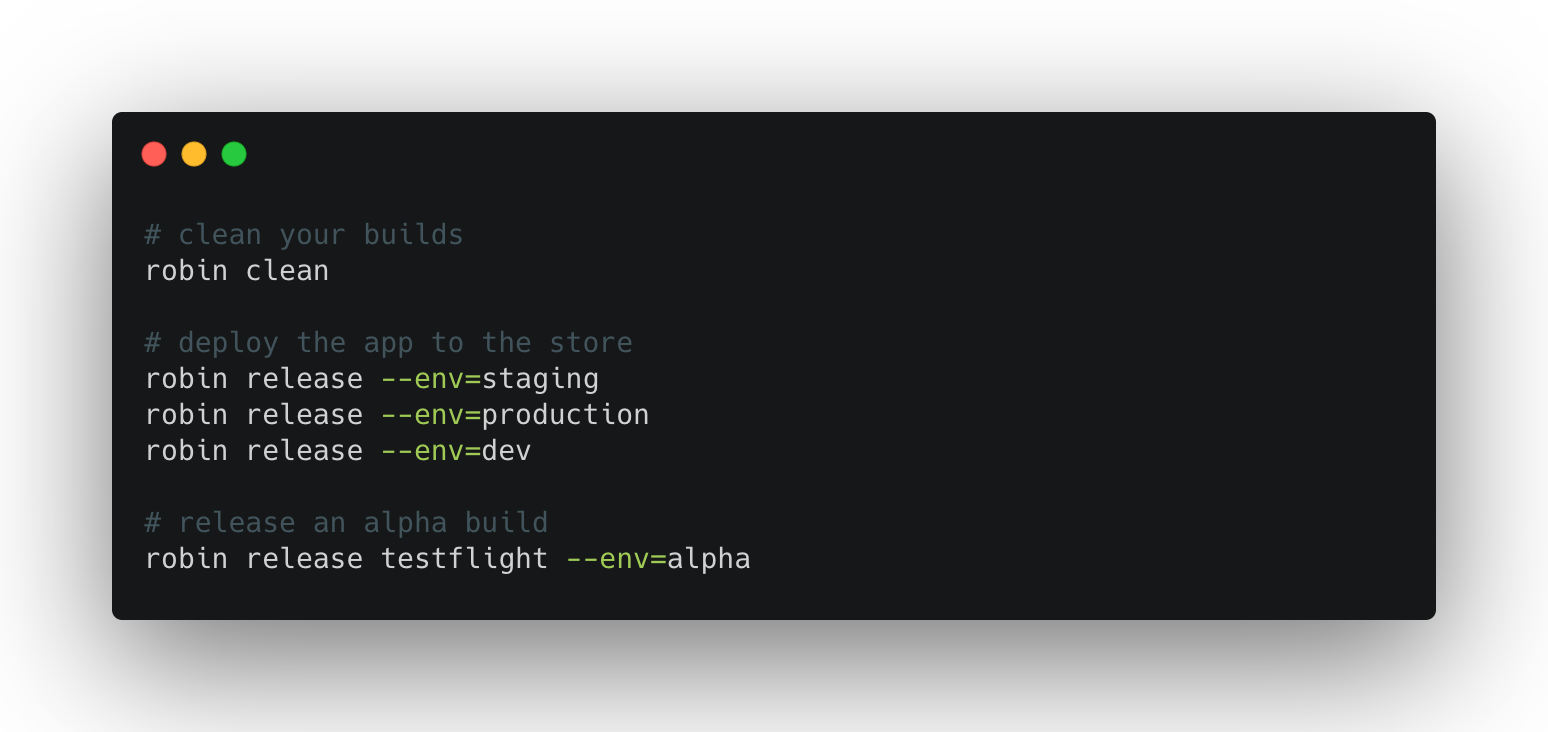 # clean your builds
robin clean
# deploy the app to the store
robin release --env=staging
robin release --env=production
robin release --env=dev
# release an alpha build
robin release testflight --env=alpha